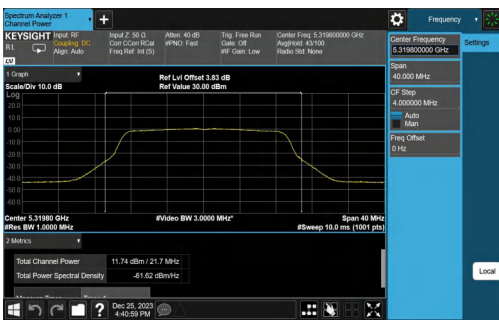 Spectrum Analyzer 1
Channel Power
+
Frequency
KEYSIGHT Input: RF
RL
Coupling: DC
Align: Auto
Input Z: 50 Ω
Corr CCorr RCal
Freq Ref: Int (S)
Atten: 40 dB
#PNO: Fast
Trig: Free Run
Gate: Off
#IF Gain: Low
Center Freq: 5.319800000 GHz
Avg|Hold: 43/100
Radio Std: None
LXI
Center Frequency
5.319800000 GHz
Settings
Span
40.000 MHz
CF Step
4.000000 MHz
Auto
Man
Freq Offset
0 Hz
1 Graph
Ref Lvl Offset 3.83 dB
Scale/Div 10.0 dB
Ref Value 30.00 dBm
Log
20.0
10.0
0.00
-10.0
-20.0
-30.0
-40.0
-50.0
-60.0
Center 5.31980 GHz
#Video BW 3.0000 MHz*
Span 40 MHz
#Res BW 1.0000 MHz
#Sweep 10.0 ms (1001 pts)
2 Metrics
Total Channel Power
11.74 dBm / 21.7 MHz
Total Power Spectral Density
-61.62 dBm/Hz
Local
?
Dec 25, 2023
4:40:59 PM